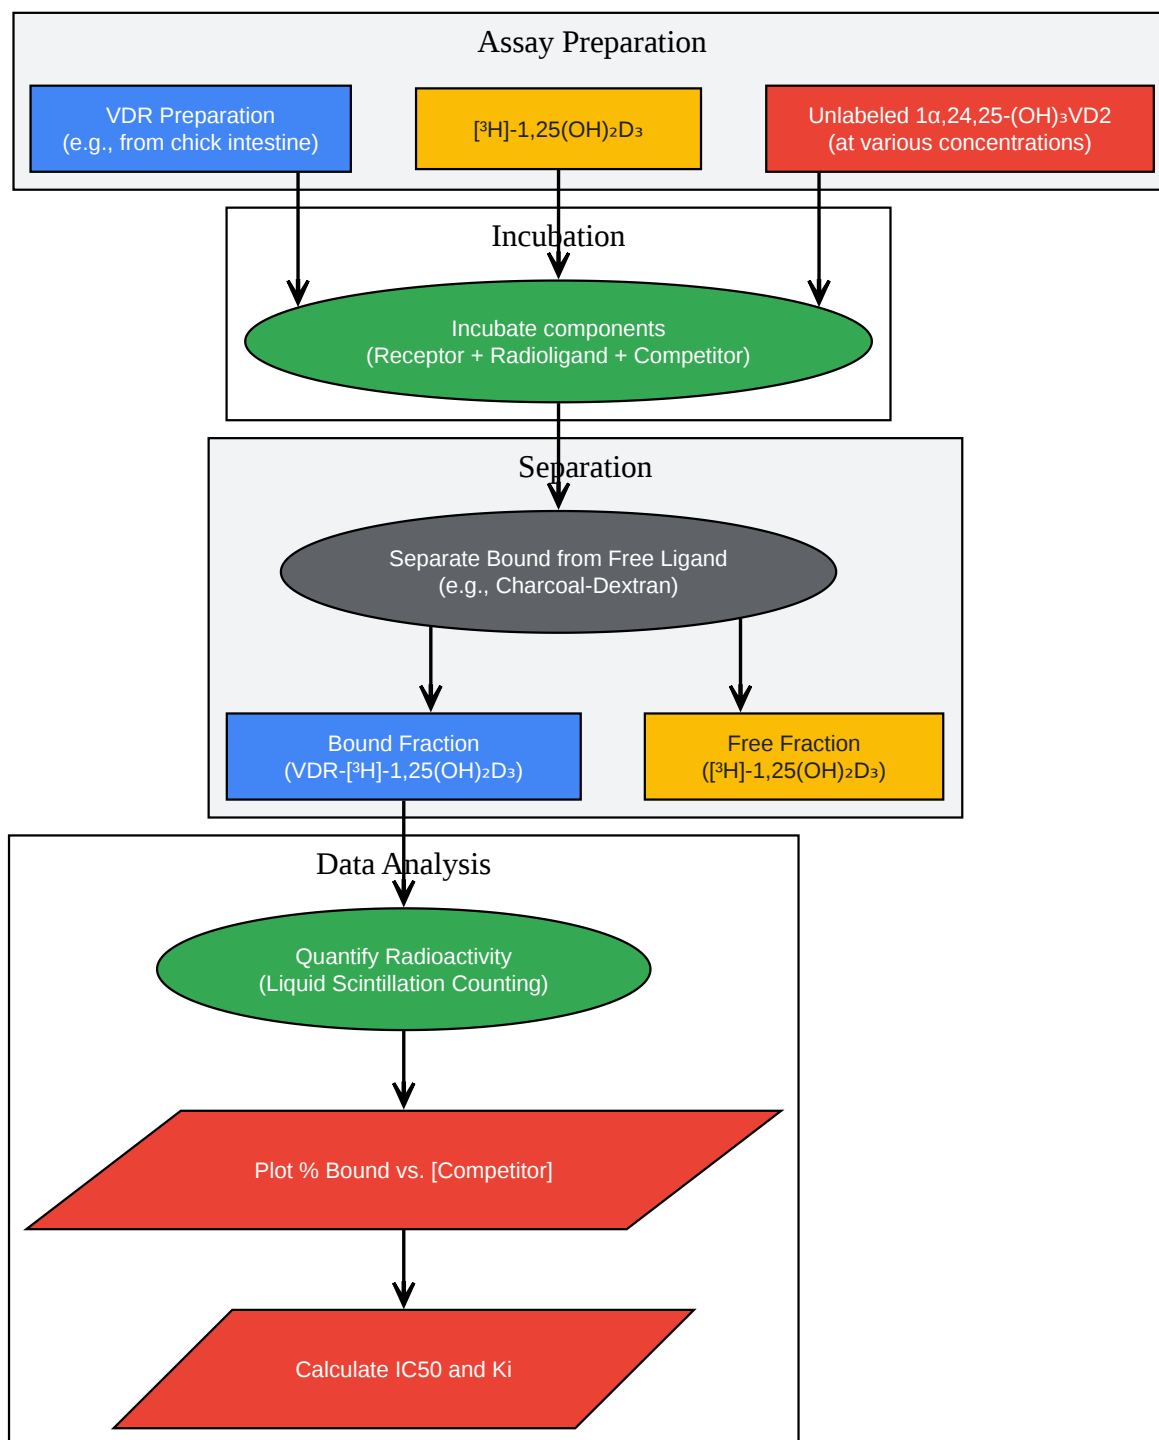 Assay Preparation
VDR Preparation
(e.g., from chick intestine)
[³H]-1,25(OH)₂D₃
Unlabeled 1α,24,25-(OH)₃VD2
(at various concentrations)
Incubation
Incubate components
(Receptor + Radioligand + Competitor)
Separation
Separate Bound from Free Ligand
(e.g., Charcoal-Dextran)
Bound Fraction
(VDR-[³H]-1,25(OH)₂D₃)
Free Fraction
([³H]-1,25(OH)₂D₃)
Data Analysis
Quantify Radioactivity
(Liquid Scintillation Counting)
Plot % Bound vs. [Competitor]
Calculate IC50 and Ki